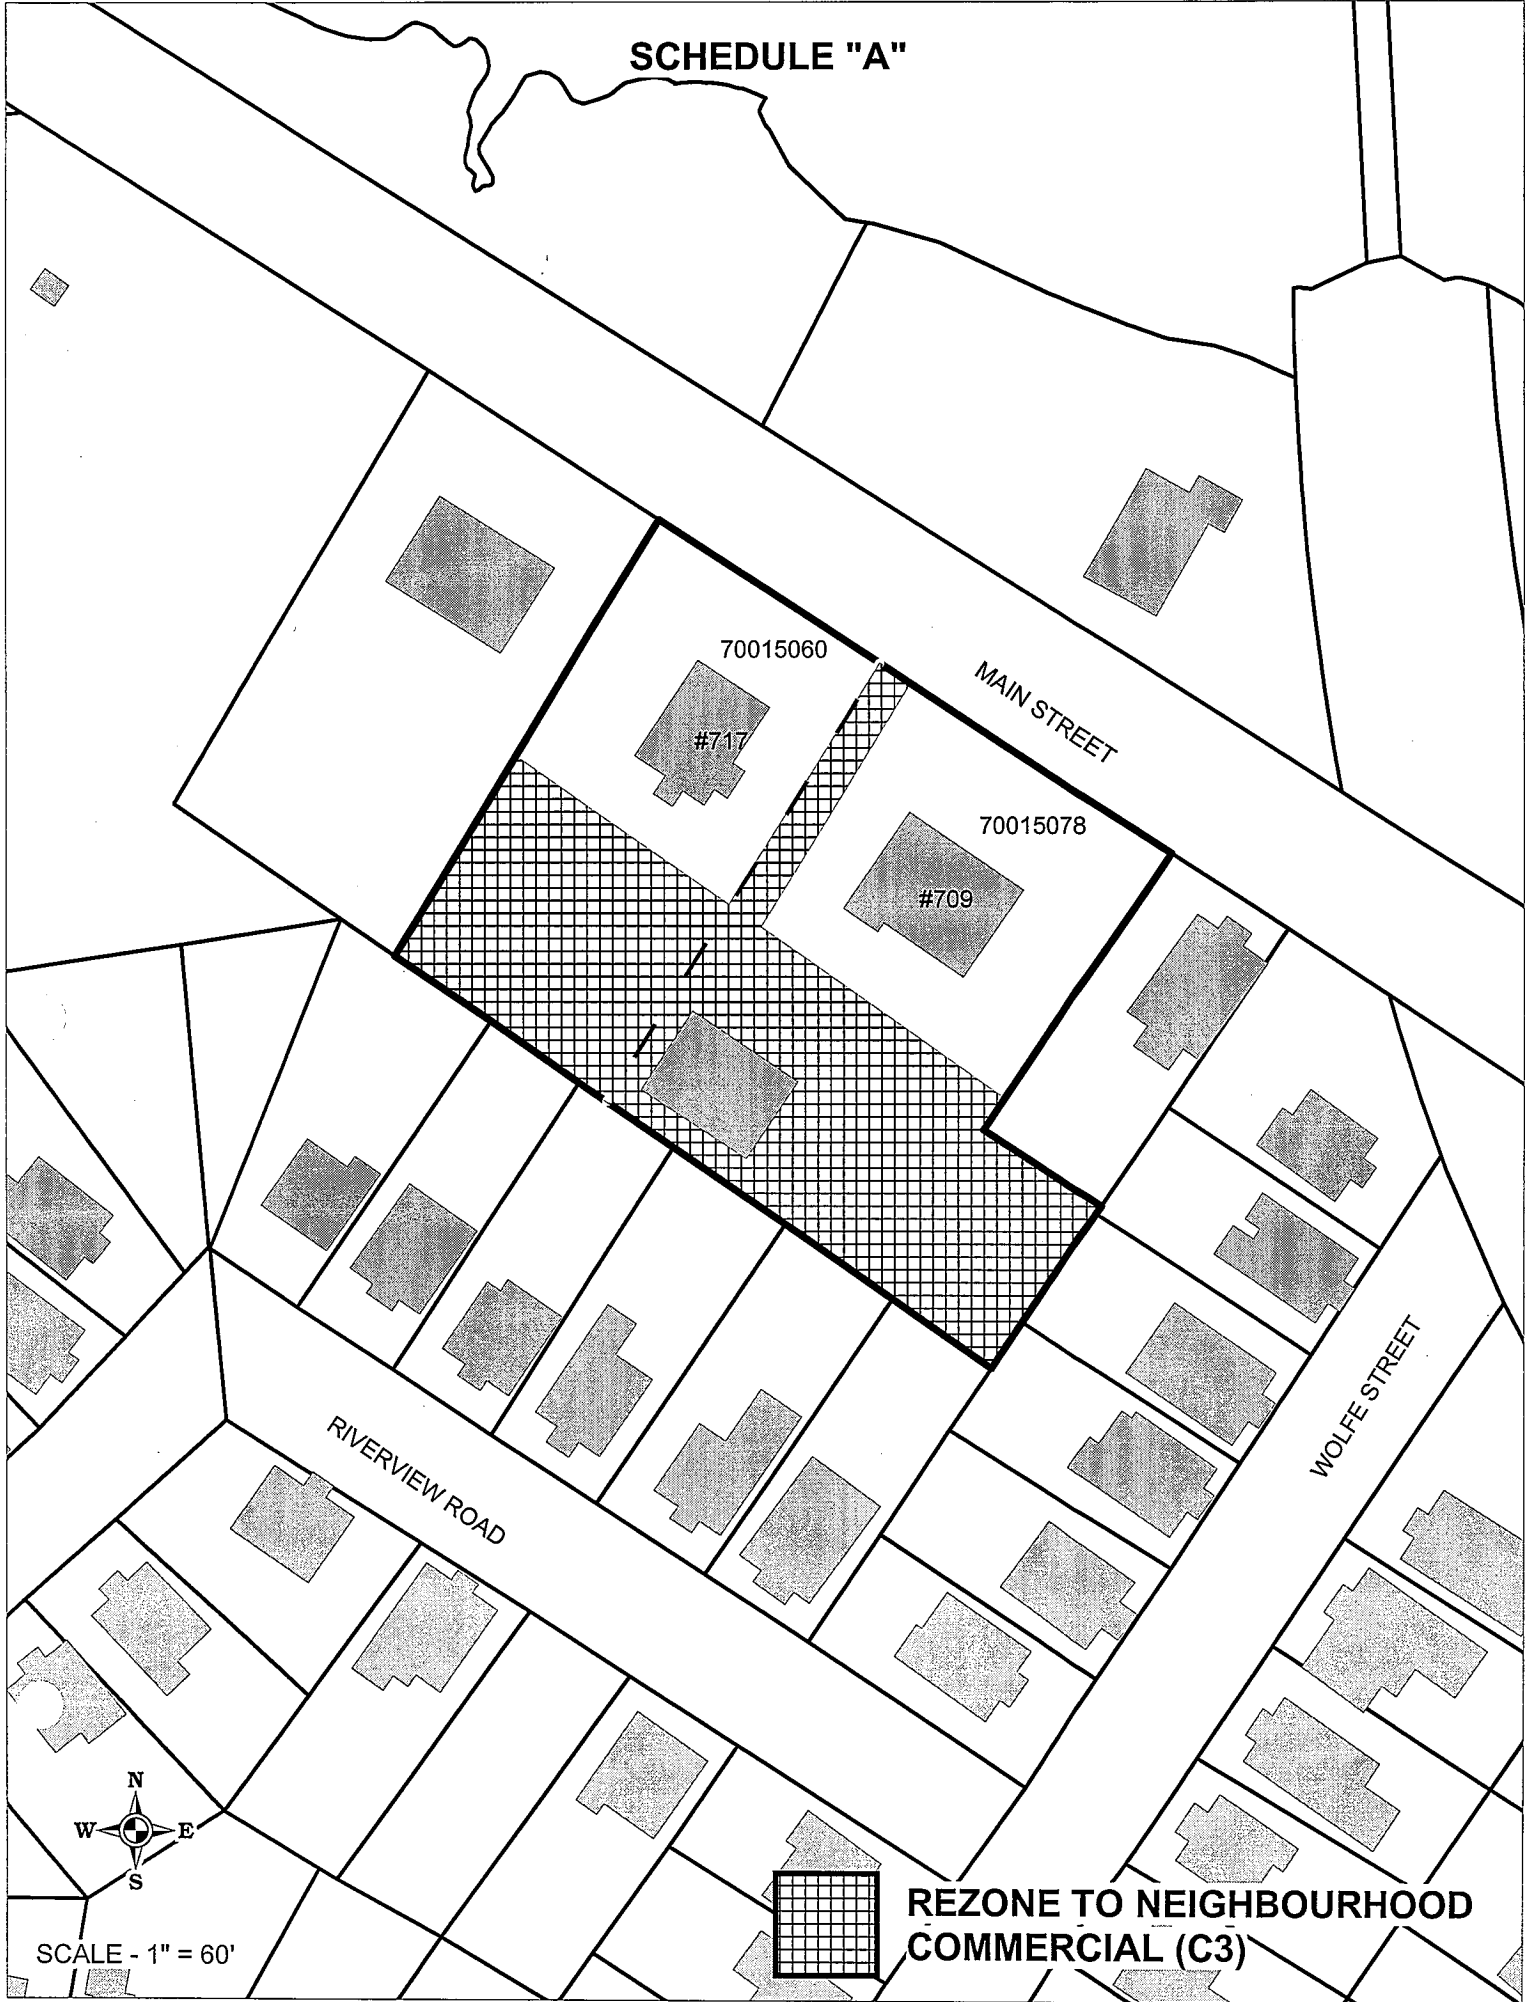 SCHEDULE "A"
70015060
MAIN STREET
#717
70015078
#709
WOLFE STREET
RIVERVIEW ROAD
N
W E
S
REZONE TO NEIGHBOURHOOD
COMMERCIAL (C3)
SCALE - 1" = 60'